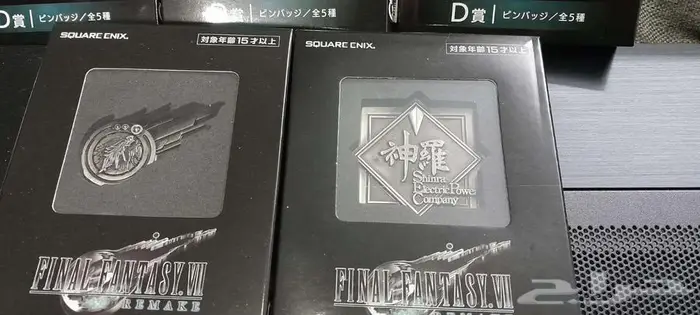 D賞
ピンバッジ/全5種
D賞
ピンバッジ/全5種
D賞
ピンバッジ/全5種
SQUARE ENIX.
対象年齢15才以上
FINAL FANTASY. VII
REMAKE
SQUARE ENIX.
対象年齢15才以上
神羅
Shinra
Electric Power
Company
FINAL FANTASY. VII
REMAKE
حراج